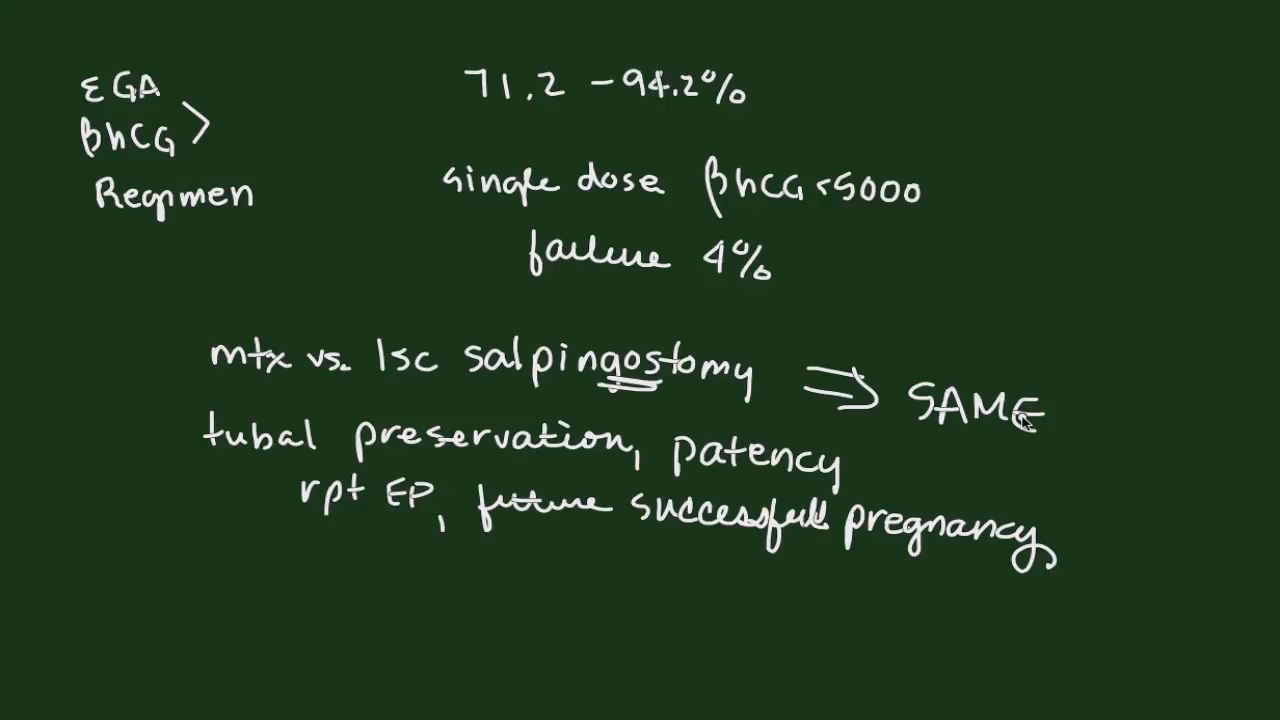 εGA
βhCG >
Regimen
71.2 - 94.2%
single dose βhCG <5000
failure 4%
mtx vs. lsc salpingostomy ⇒ SAME
tubal preservation, patency
rpt EP, future successful pregnancy